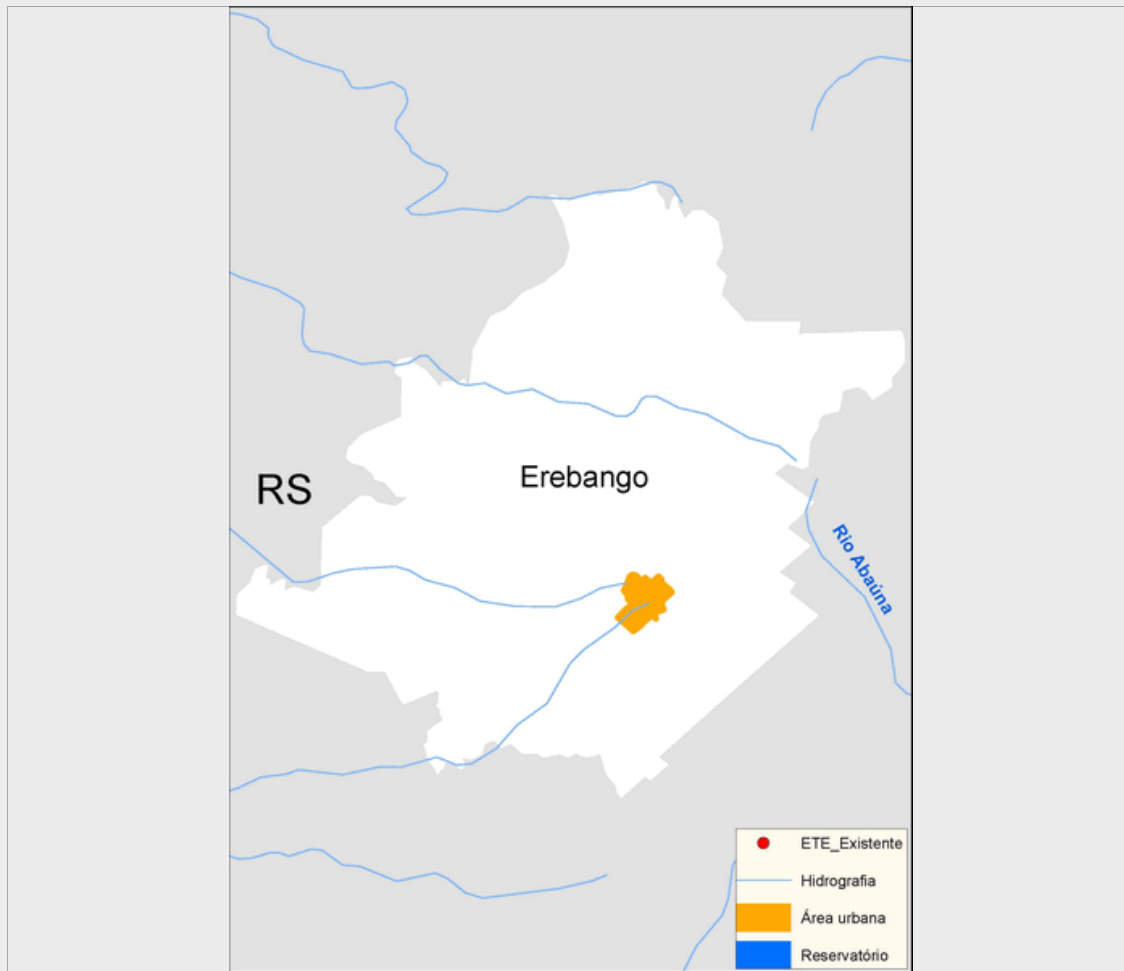 Erebango
RS
Rio Abaúna
ETE_Existente
Hidrografia
Área urbana
Reservatório